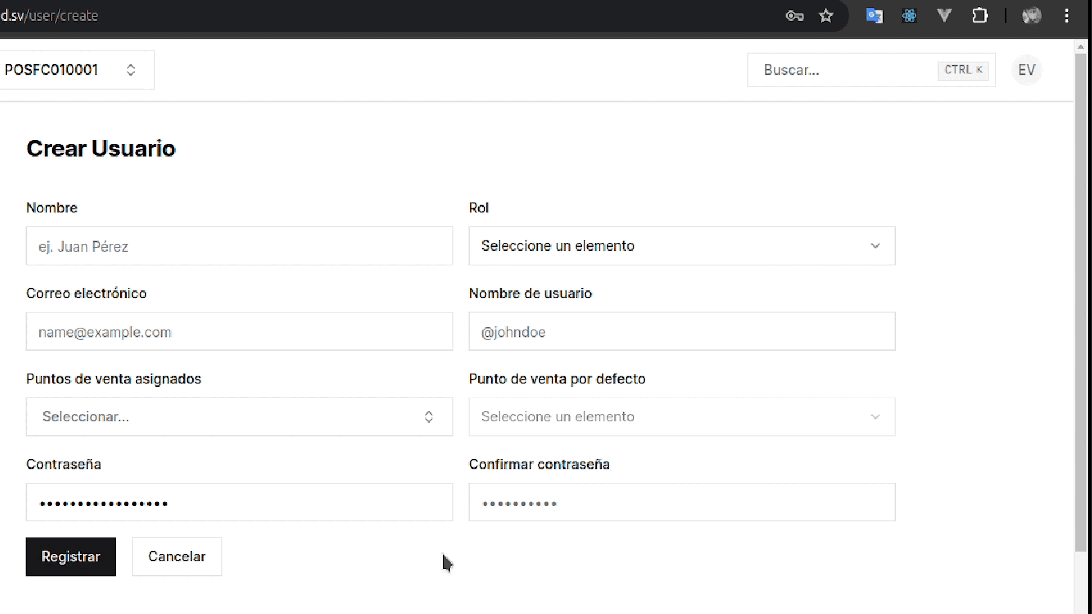 d.sv/user/create
POSFC010001
Buscar...
CTRL K
EV
Crear Usuario
Nombre
Rol
ej. Juan Pérez
Seleccione un elemento
Correo electrónico
Nombre de usuario
name@example.com
@johndoe
Puntos de venta asignados
Punto de venta por defecto
Seleccionar...
Seleccione un elemento
Contraseña
Confirmar contraseña
•••••••••••••••••
••••••••••
Registrar
Cancelar